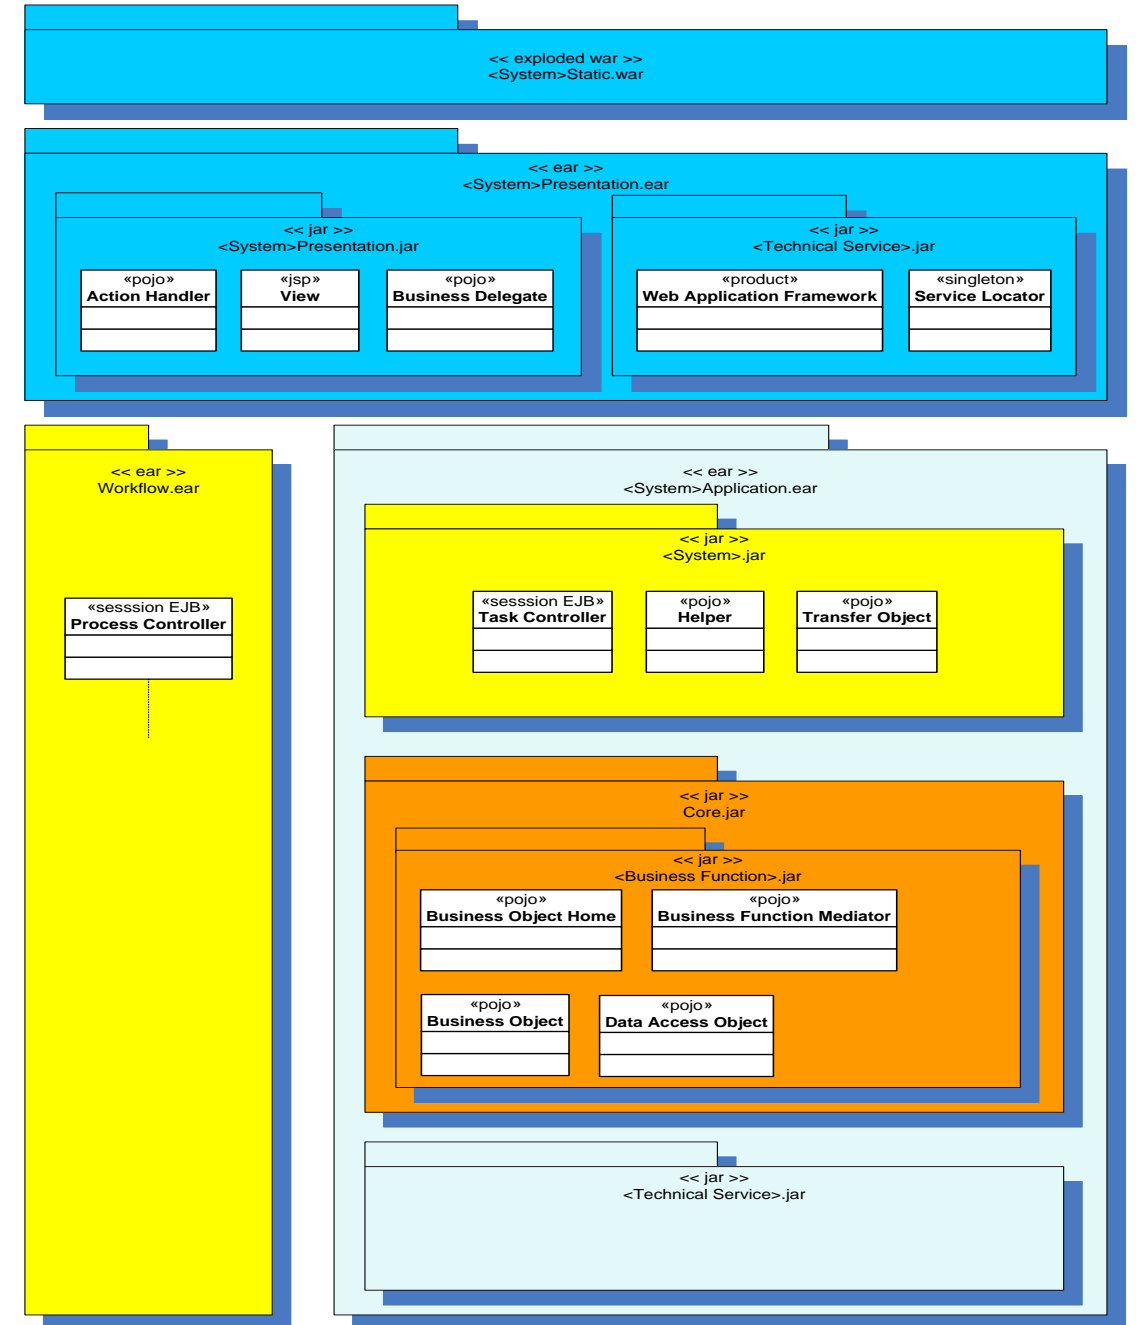 << exploded war >>
<System>Static.war
<< ear >>
<System>Presentation.ear
<< jar >>
<System>Presentation.jar
«pojo»
Action Handler
«jsp»
View
«pojo»
Business Delegate
<< jar >>
<Technical Service>.jar
«product»
Web Application Framework
«singleton»
Service Locator
<< ear >>
Workflow.ear
«sesssion EJB»
Process Controller
<< ear >>
<System>Application.ear
<< jar >>
<System>.jar
«sesssion EJB»
Task Controller
«pojo»
Helper
«pojo»
Transfer Object
<< jar >>
Core.jar
<< jar >>
<Business Function>.jar
«pojo»
Business Object Home
«pojo»
Business Function Mediator
«pojo»
Business Object
«pojo»
Data Access Object
<< jar >>
<Technical Service>.jar